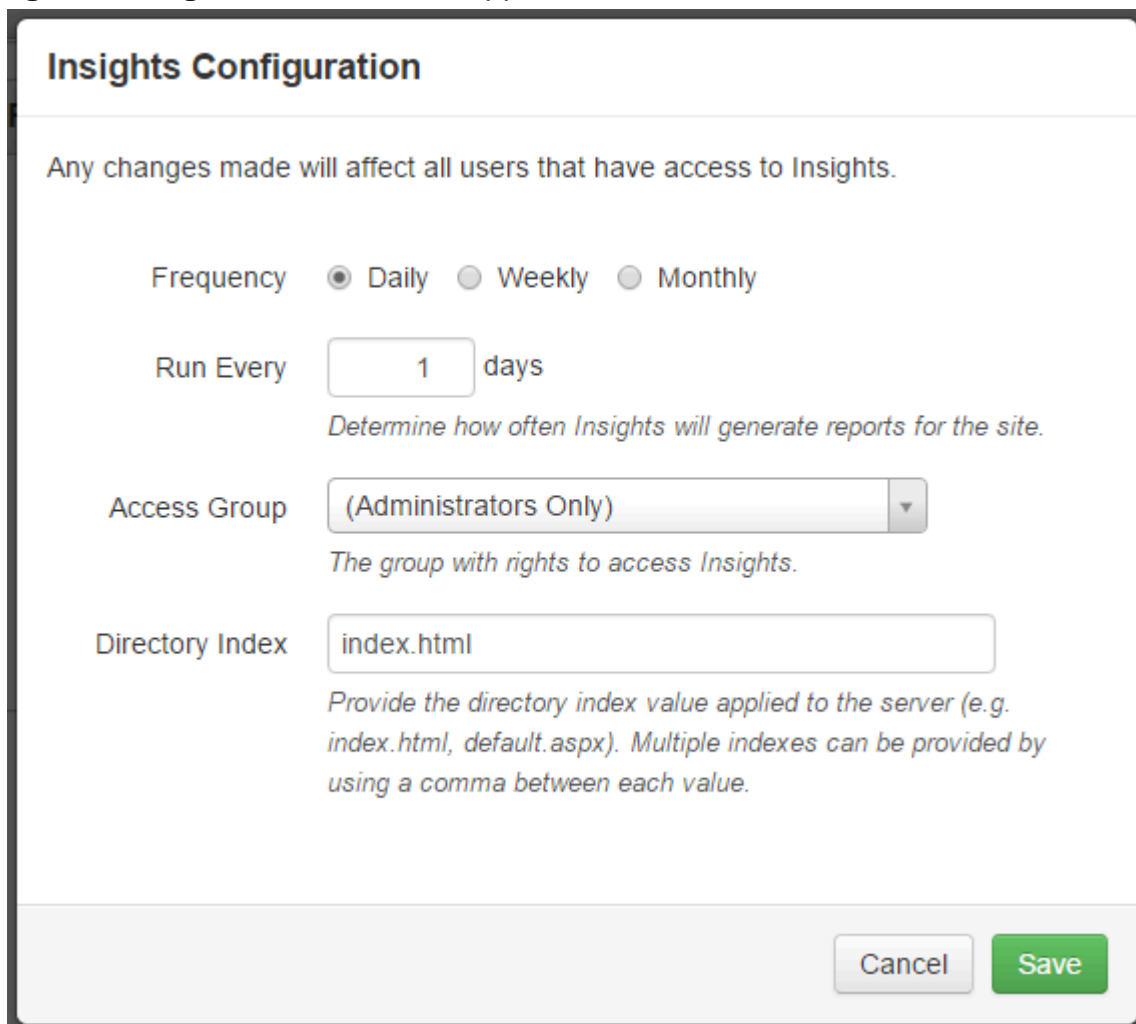 Insights Configuration
Any changes made will affect all users that have access to Insights.
Frequency Daily Weekly Monthly
Run Every 1 days
Determine how often Insights will generate reports for the site.
Access Group (Administrators Only)
The group with rights to access Insights.
Directory Index index.html
Provide the directory index value applied to the server (e.g.
index.html, default.aspx). Multiple indexes can be provided by
using a comma between each value.
Cancel Save